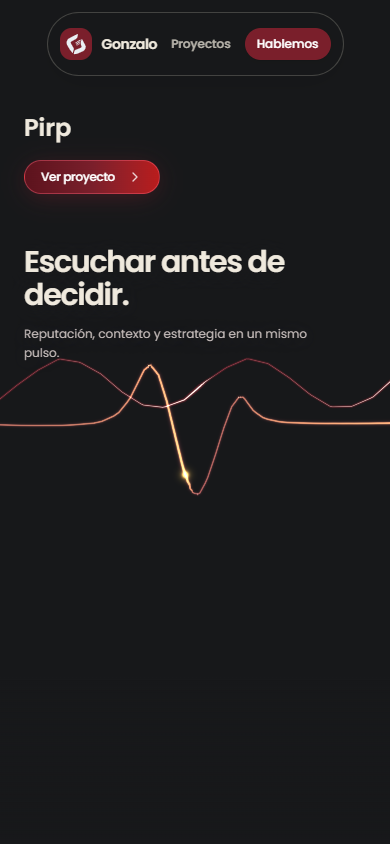 Gonzalo Proyectos Hablemos
Pirp
Ver proyecto
Escuchar antes de
decidir.
Reputación, contexto y estrategia en un mismo
pulso.